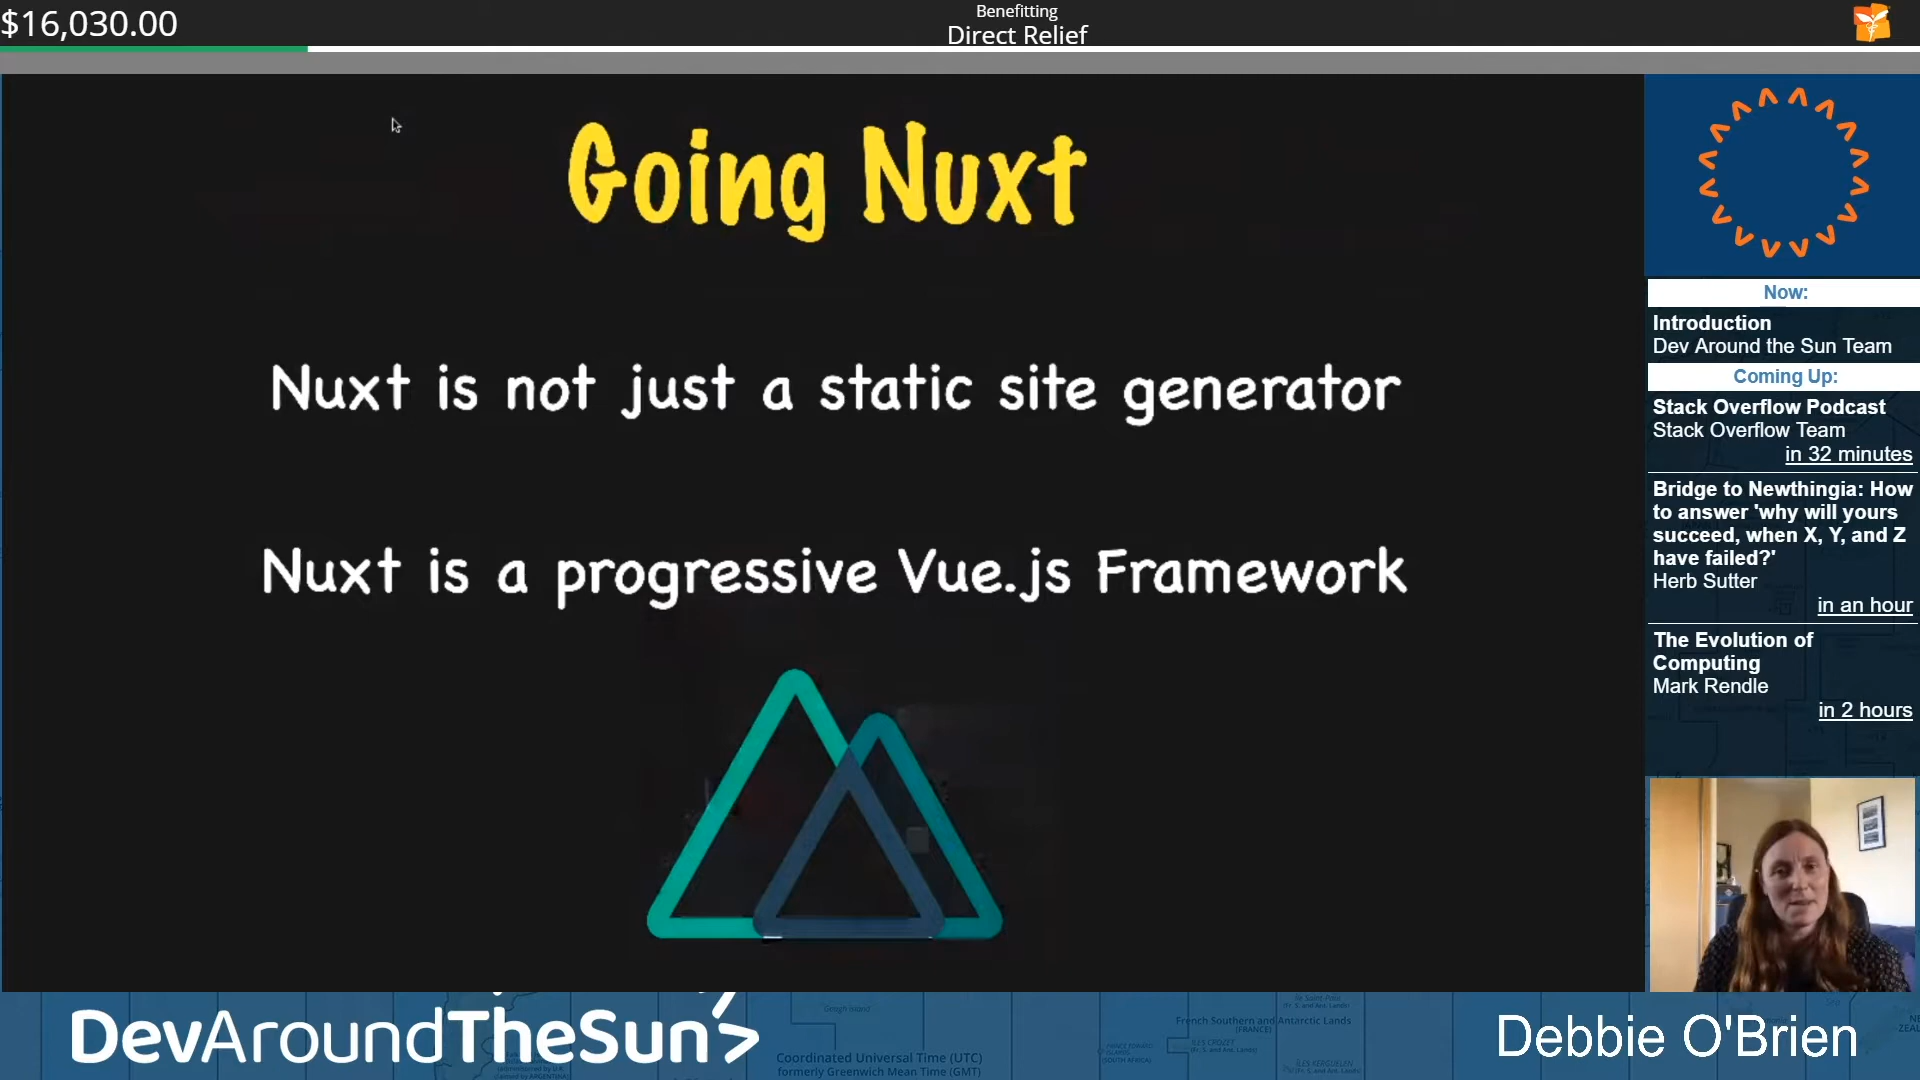 $16,030.00
Benefitting
Direct Relief
Going Nuxt
Nuxt is not just a static site generator
Nuxt is a progressive Vue.js Framework
Now:
Introduction
Dev Around the Sun Team
Coming Up:
Stack Overflow Podcast
Stack Overflow Team
in 32 minutes
Bridge to Newthingia: How
to answer 'why will yours
succeed, when X, Y, and Z
have failed?'
Herb Sutter
in an hour
The Evolution of
Computing
Mark Rendle
in 2 hours
DevAroundTheSun
Gough Island
Coordinated Universal Time (UTC)
formerly Greenwich Mean Time (GMT)
French Southern and Antarctic Lands
(FRANCE)
Debbie O'Brien